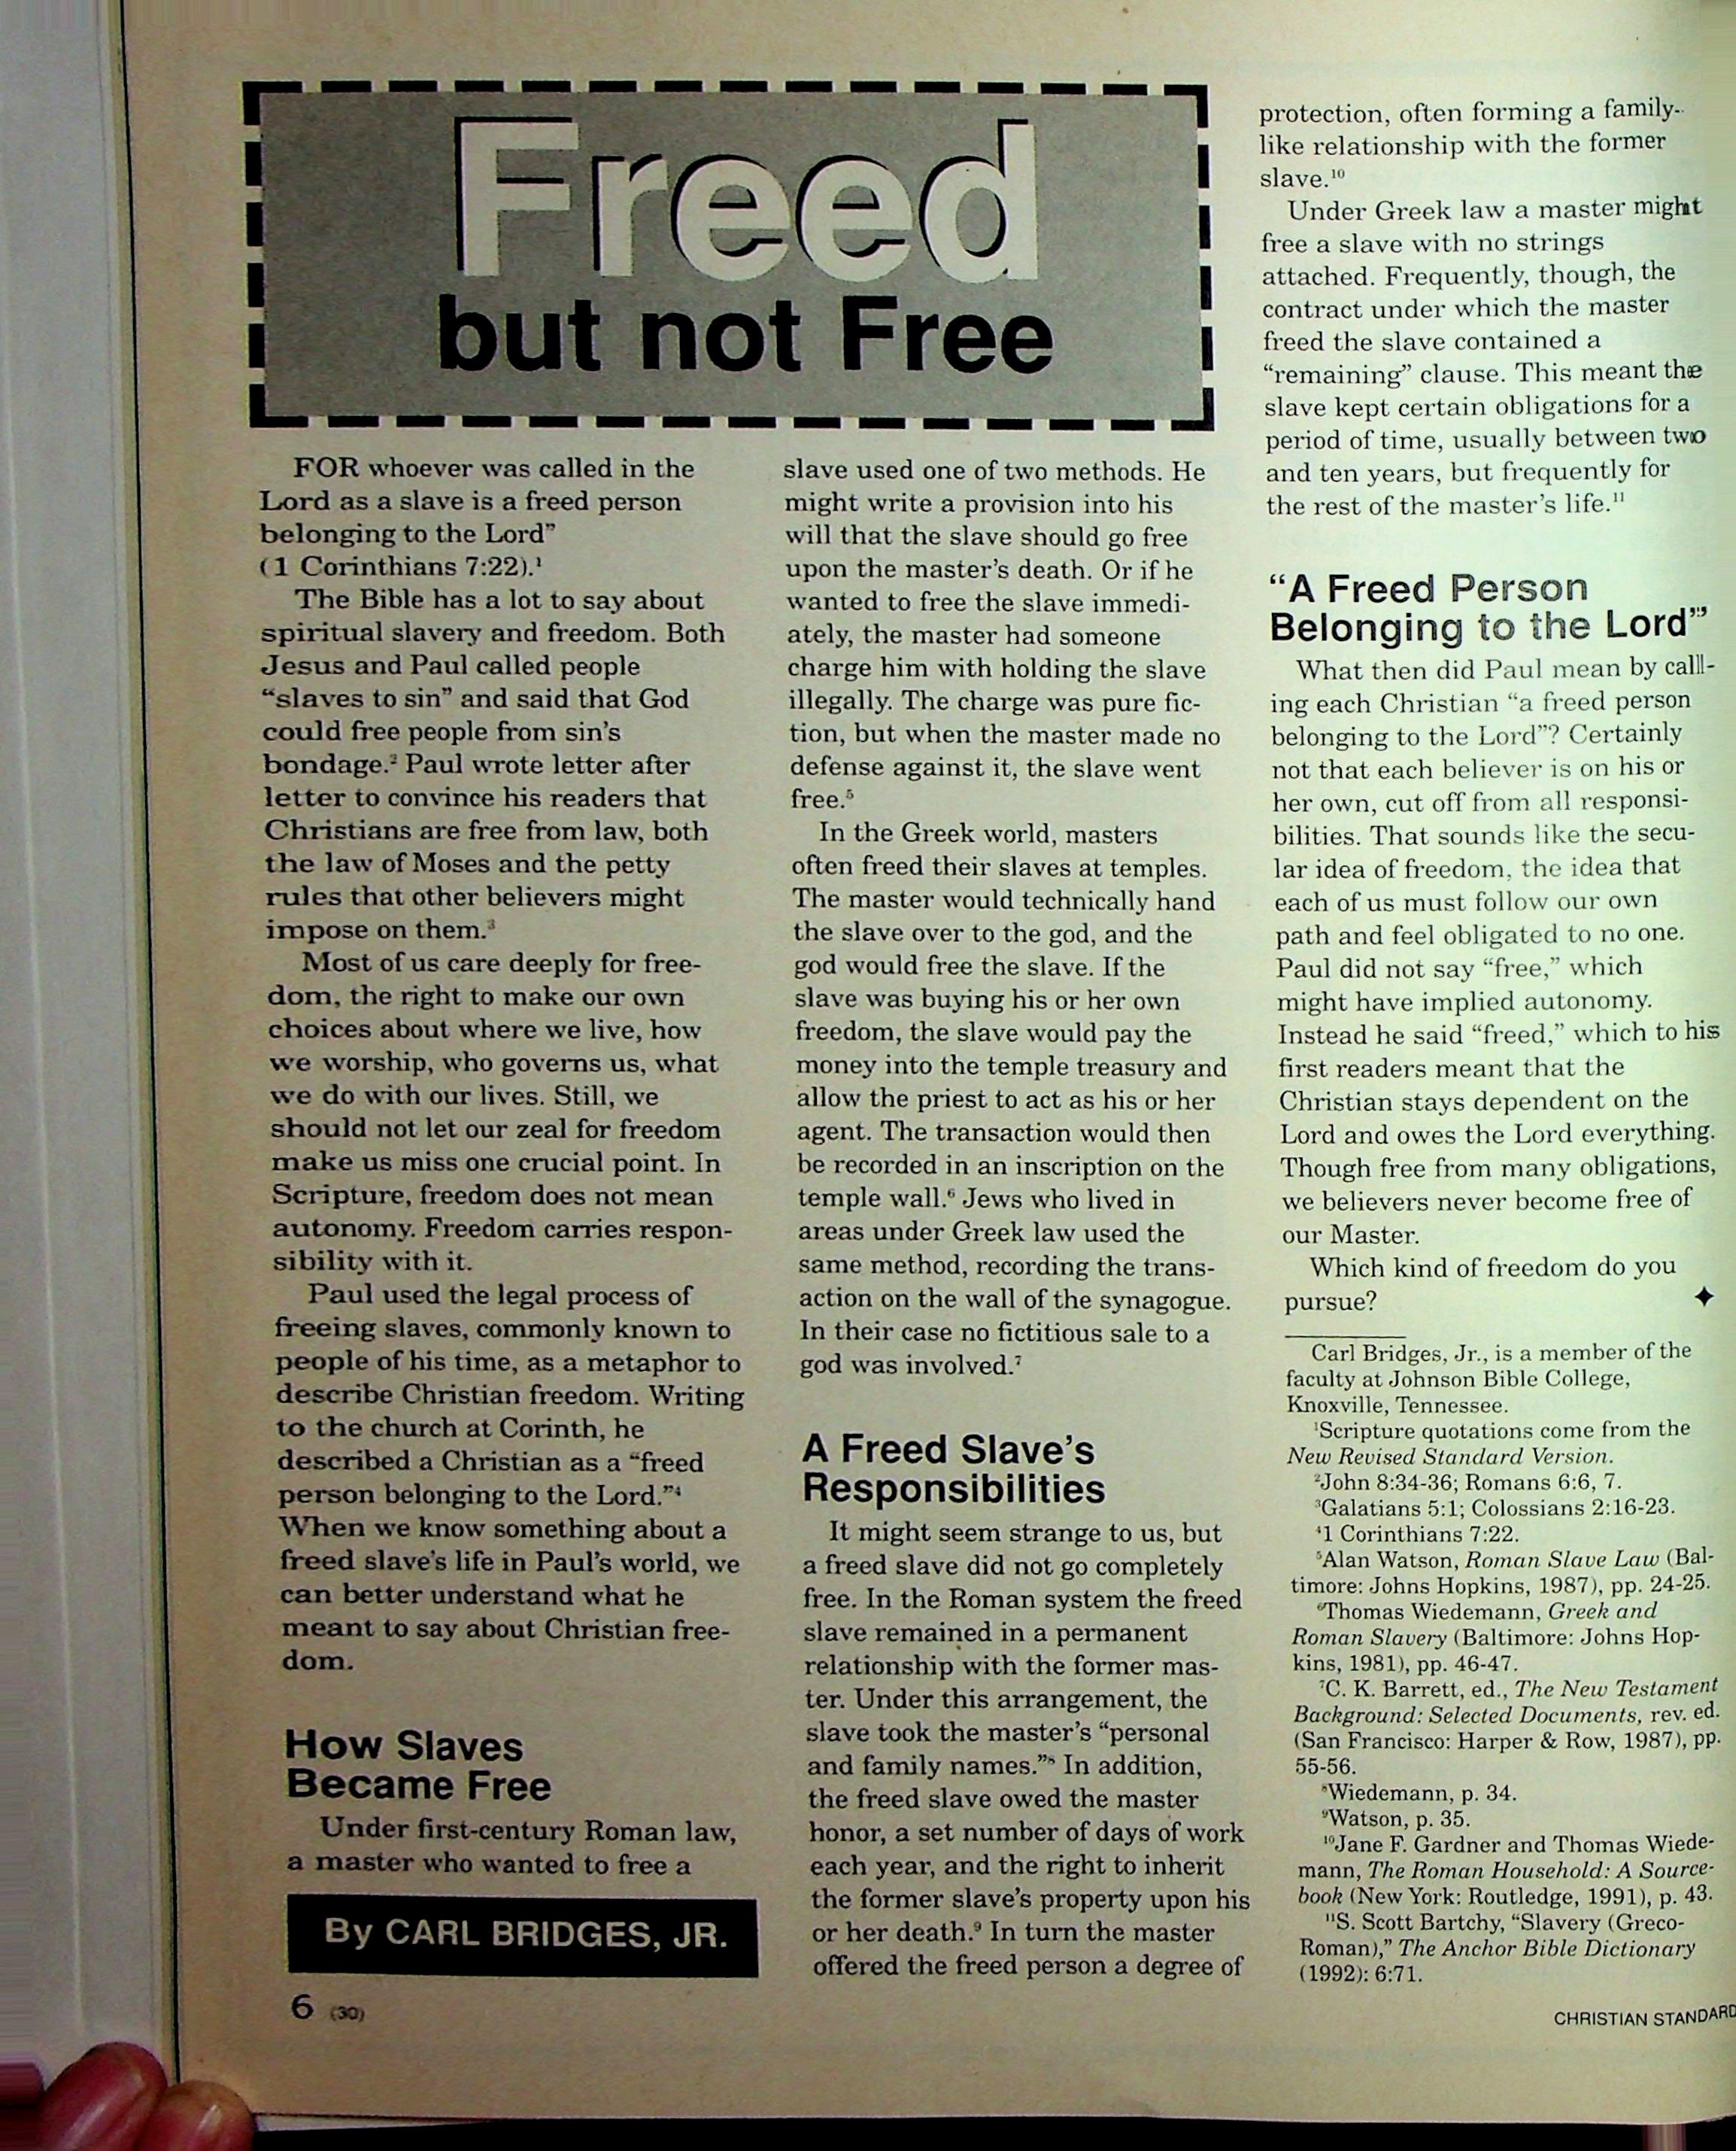 Freed
but not Free
FOR whoever was called in the
Lord as a slave is a freed person
belonging to the Lord”
(1 Corinthians 7:22).¹
The Bible has a lot to say about
spiritual slavery and freedom. Both
Jesus and Paul called people
“slaves to sin” and said that God
could free people from sin’s
bondage.² Paul wrote letter after
letter to convince his readers that
Christians are free from law, both
the law of Moses and the petty
rules that other believers might
impose on them.³
Most of us care deeply for free-
dom, the right to make our own
choices about where we live, how
we worship, who governs us, what
we do with our lives. Still, we
should not let our zeal for freedom
make us miss one crucial point. In
Scripture, freedom does not mean
autonomy. Freedom carries respon-
sibility with it.
Paul used the legal process of
freeing slaves, commonly known to
people of his time, as a metaphor to
describe Christian freedom. Writing
to the church at Corinth, he
described a Christian as a “freed
person belonging to the Lord.”⁴
When we know something about a
freed slave’s life in Paul’s world, we
can better understand what he
meant to say about Christian free-
dom.
How Slaves
Became Free
Under first-century Roman law,
a master who wanted to free a
By CARL BRIDGES, JR.
slave used one of two methods. He
might write a provision into his
will that the slave should go free
upon the master’s death. Or if he
wanted to free the slave immedi-
ately, the master had someone
charge him with holding the slave
illegally. The charge was pure fic-
tion, but when the master made no
defense against it, the slave went
free.⁵
In the Greek world, masters
often freed their slaves at temples.
The master would technically hand
the slave over to the god, and the
god would free the slave. If the
slave was buying his or her own
freedom, the slave would pay the
money into the temple treasury and
allow the priest to act as his or her
agent. The transaction would then
be recorded in an inscription on the
temple wall.⁶ Jews who lived in
areas under Greek law used the
same method, recording the trans-
action on the wall of the synagogue.
In their case no fictitious sale to a
god was involved.⁷
A Freed Slave’s
Responsibilities
It might seem strange to us, but
a freed slave did not go completely
free. In the Roman system the freed
slave remained in a permanent
relationship with the former mas-
ter. Under this arrangement, the
slave took the master’s “personal
and family names.”⁸ In addition,
the freed slave owed the master
honor, a set number of days of work
each year, and the right to inherit
the former slave’s property upon his
or her death.⁹ In turn the master
offered the freed person a degree of
protection, often forming a family-
like relationship with the former
slave.¹⁰
Under Greek law a master might
free a slave with no strings
attached. Frequently, though, the
contract under which the master
freed the slave contained a
“remaining” clause. This meant the
slave kept certain obligations for a
period of time, usually between two
and ten years, but frequently for
the rest of the master’s life.¹¹
“A Freed Person
Belonging to the Lord”
What then did Paul mean by call-
ing each Christian “a freed person
belonging to the Lord”? Certainly
not that each believer is on his or
her own, cut off from all responsi-
bilities. That sounds like the secu-
lar idea of freedom, the idea that
each of us must follow our own
path and feel obligated to no one.
Paul did not say “free,” which
might have implied autonomy.
Instead he said “freed,” which to his
first readers meant that the
Christian stays dependent on the
Lord and owes the Lord everything.
Though free from many obligations,
we believers never become free of
our Master.
Which kind of freedom do you
pursue? ✦
Carl Bridges, Jr., is a member of the
faculty at Johnson Bible College,
Knoxville, Tennessee.
¹Scripture quotations come from the
New Revised Standard Version.
²John 8:34-36; Romans 6:6, 7.
³Galatians 5:1; Colossians 2:16-23.
⁴1 Corinthians 7:22.
⁵Alan Watson, Roman Slave Law (Bal-
timore: Johns Hopkins, 1987), pp. 24-25.
⁶Thomas Wiedemann, Greek and
Roman Slavery (Baltimore: Johns Hop-
kins, 1981), pp. 46-47.
⁷C. K. Barrett, ed., The New Testament
Background: Selected Documents, rev. ed.
(San Francisco: Harper & Row, 1987), pp.
55-56.
⁸Wiedemann, p. 34.
⁹Watson, p. 35.
¹⁰Jane F. Gardner and Thomas Wiede-
mann, The Roman Household: A Source-
book (New York: Routledge, 1991), p. 43.
¹¹S. Scott Bartchy, “Slavery (Greco-
Roman),” The Anchor Bible Dictionary
(1992): 6:71.
6 (30)
CHRISTIAN STANDARD